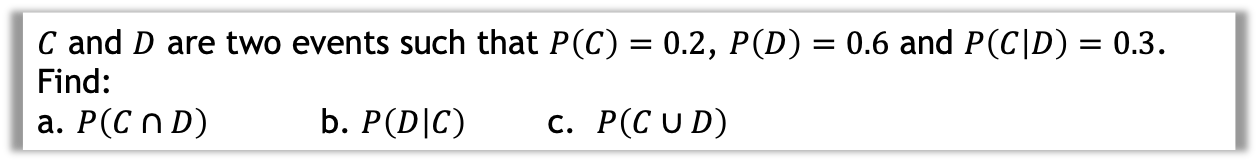 C and D are two events such that P(C) = 0.2, P(D) = 0.6 and P(C|D) = 0.3.
Find:
a. P(C ∩ D) b. P(D|C) c. P(C ∪ D)